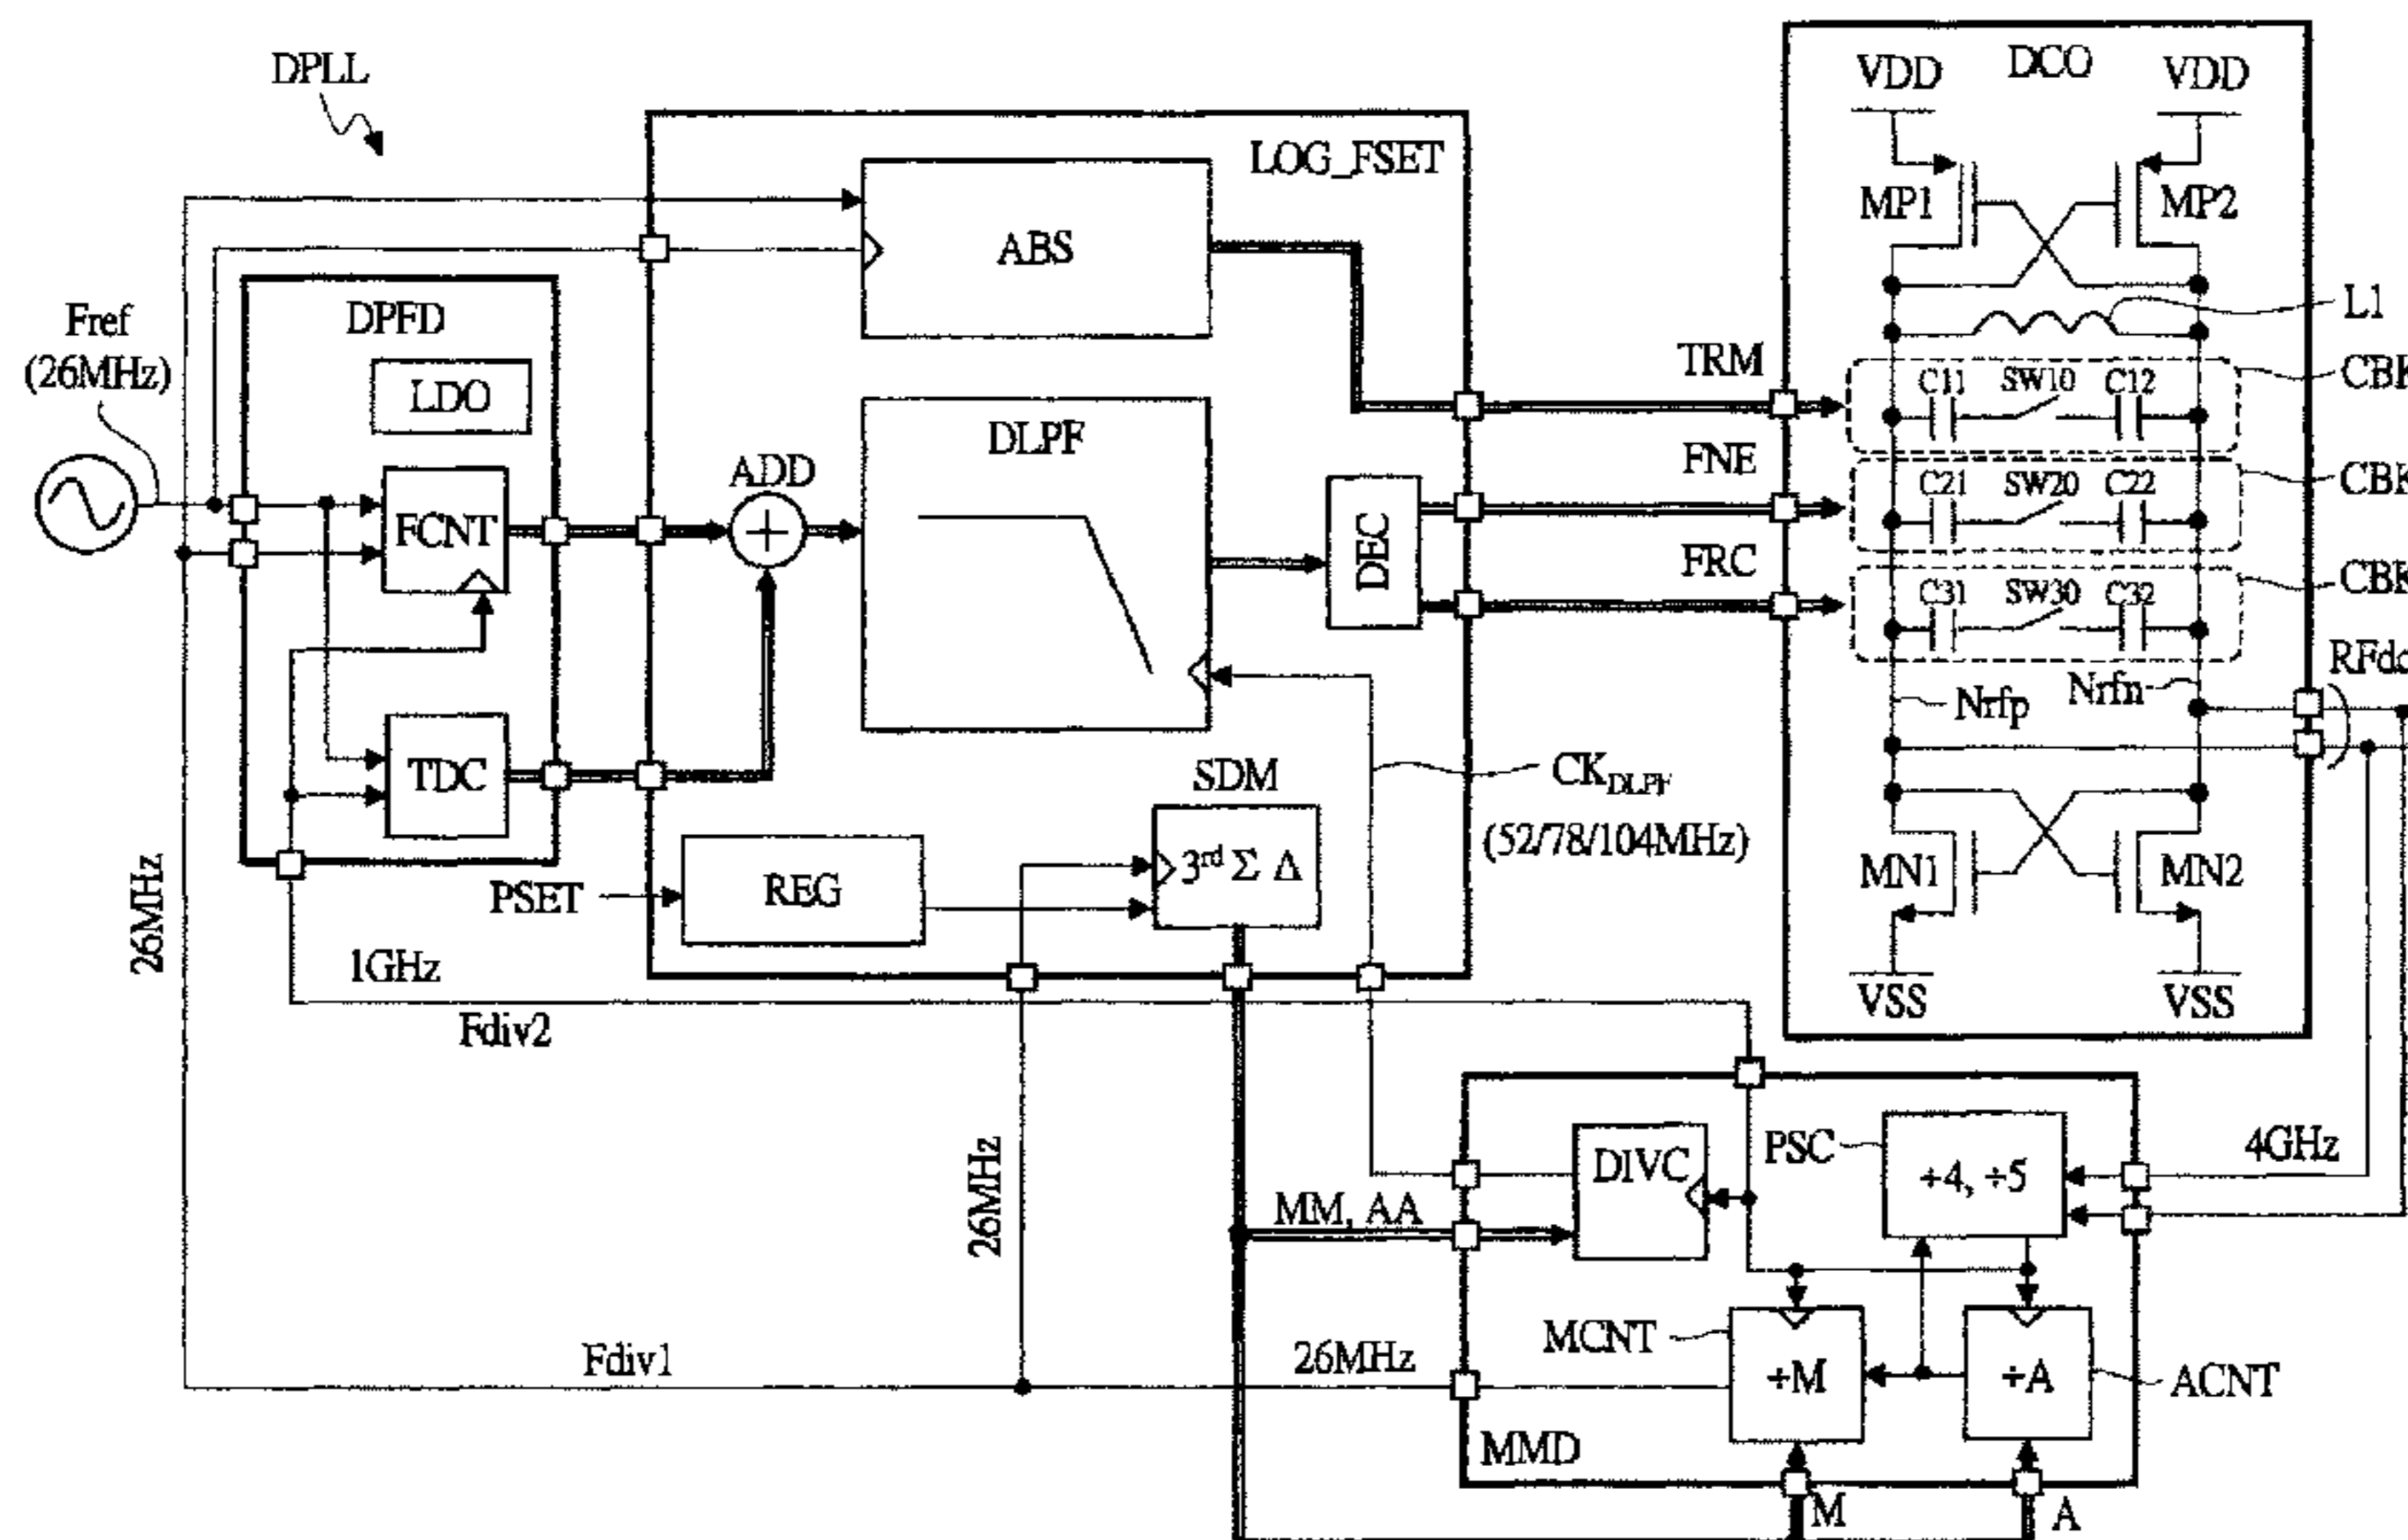 DPLL
Fref
(26MHz)
DPFD
LDO
FCNT
TDC
LOG_FSET
ABS
ADD
+
DLPF
DEC
TRM
FNE
FRC
SDM
3rd Σ Δ
CK_DLPF
(52/78/104MHz)
PSET
REG
26MHz
1GHz
Fdiv2
VDD
DCO
VDD
MP1
MP2
L1
C11 SW10 C12
C21 SW20 C22
C31 SW30 C32
Nrfp
Nrfn
MN1
MN2
VSS
VSS
26MHz
MM, AA
DIVC
PSC
÷4, ÷5
4GHz
MCNT
÷M
÷A
ACNT
26MHz
Fdiv1
MMD
M
A